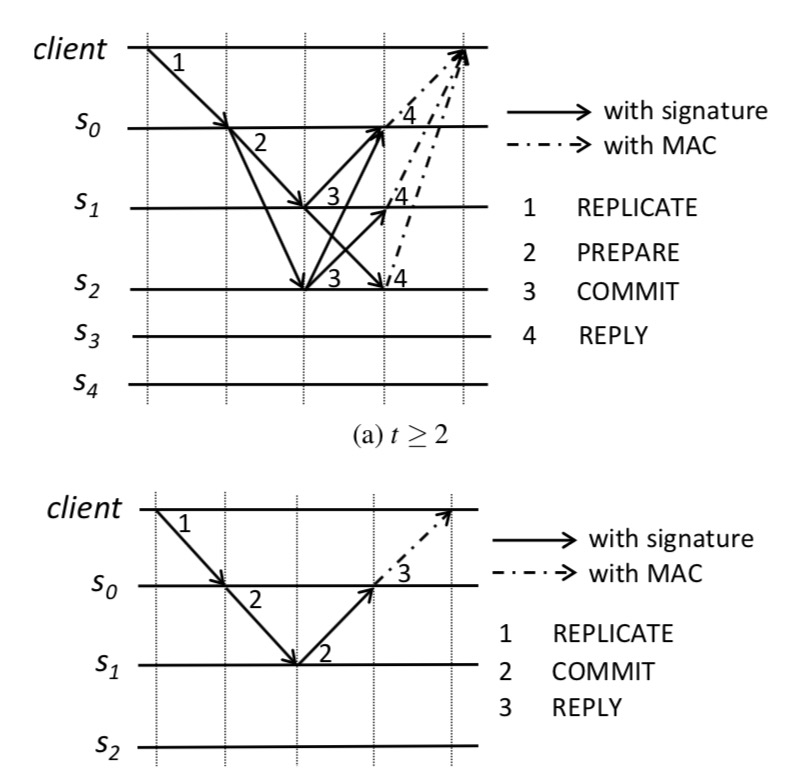 client
1
s0
2
4
with signature
with MAC
s1
3
4
1 REPLICATE
2 PREPARE
s2
3
4
3 COMMIT
s3
4 REPLY
s4
(a) t ≥ 2
client
1
with signature
s0
2
3
with MAC
1 REPLICATE
s1
2
2 COMMIT
3 REPLY
s2